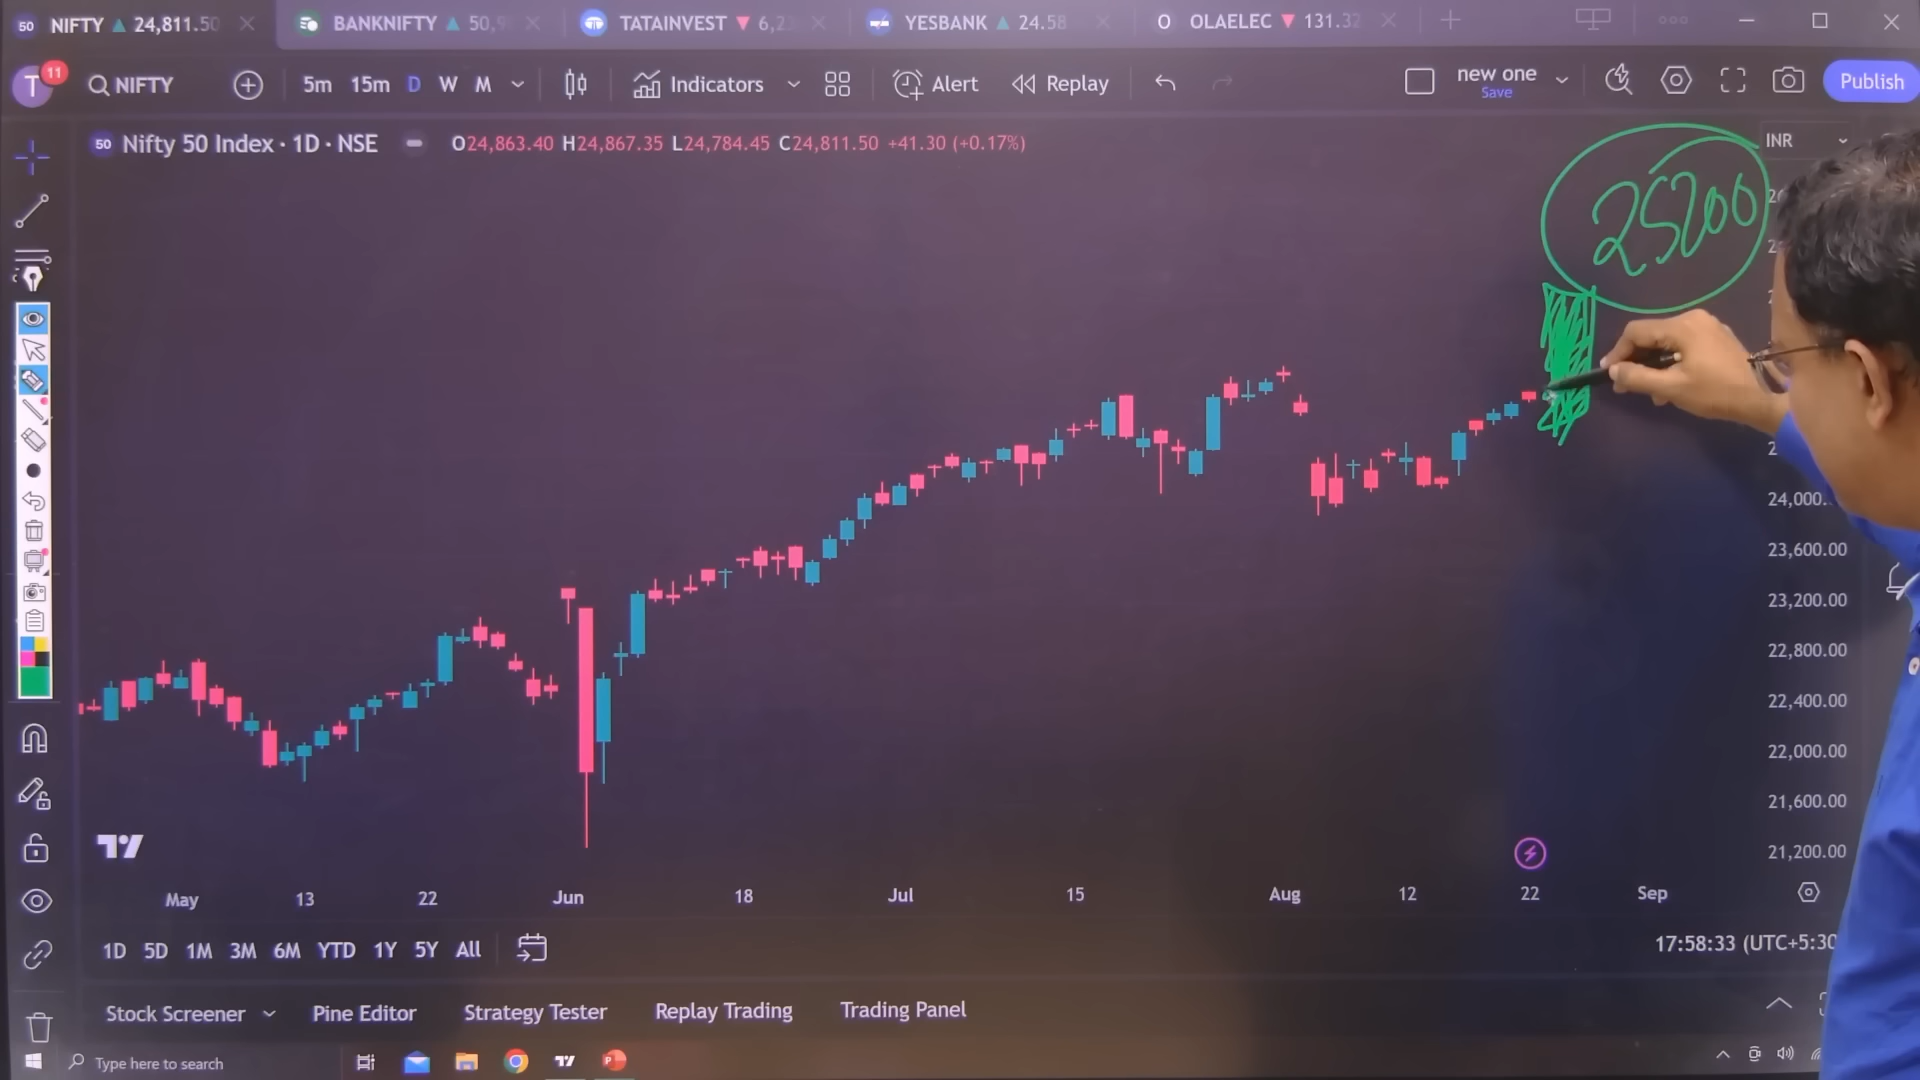 50 NIFTY ▲ 24,811.50
BANKNIFTY ▲ 50,9
TATAINVEST ▼ 6,2
YESBANK ▲ 24.58
O OLAELEC ▼ 131.32
T 11 NIFTY 5m 15m D W M Indicators Alert Replay new one Save Publish
50 Nifty 50 Index · 1D · NSE O24,863.40 H24,867.35 L24,784.45 C24,811.50 +41.30 (+0.17%)
INR
25200
24,000.
23,600.00
23,200.00
22,800.00
22,400.00
22,000.00
21,600.00
21,200.00
May 13 22 Jun 18 Jul 15 Aug 12 22 Sep
1D 5D 1M 3M 6M YTD 1Y 5Y All
17:58:33 (UTC+5:30
Stock Screener Pine Editor Strategy Tester Replay Trading Trading Panel
Type here to search